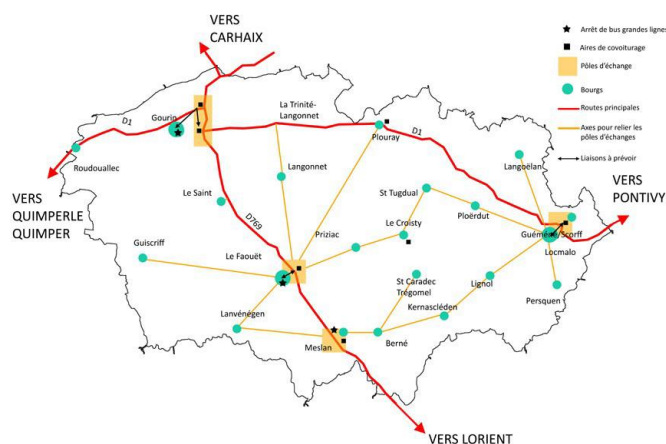 VERS
CARHAIX
Arrêt de bus grandes lignes
Aires de covoiturage
Pôles d'échange
Bourgs
Routes principales
Axes pour relier les
pôles d'échanges
Liaisons à prévoir
Gourin
D1
La Trinité-
Langonnet
Plouray
D1
Roudouallec
Langonnet
Langoëlan
VERS
QUIMPERLE
QUIMPER
Le Saint
D769
St Tugdual
Ploërdut
VERS
PONTIVY
Guiscriff
Le Faouët
Priziac
Le Croisty
Guémené/Scorff
Locmalo
St Caradec
Trégomel
Lignol
Persquen
Lanvénégen
Kernascléden
Meslan
Berné
VERS LORIENT